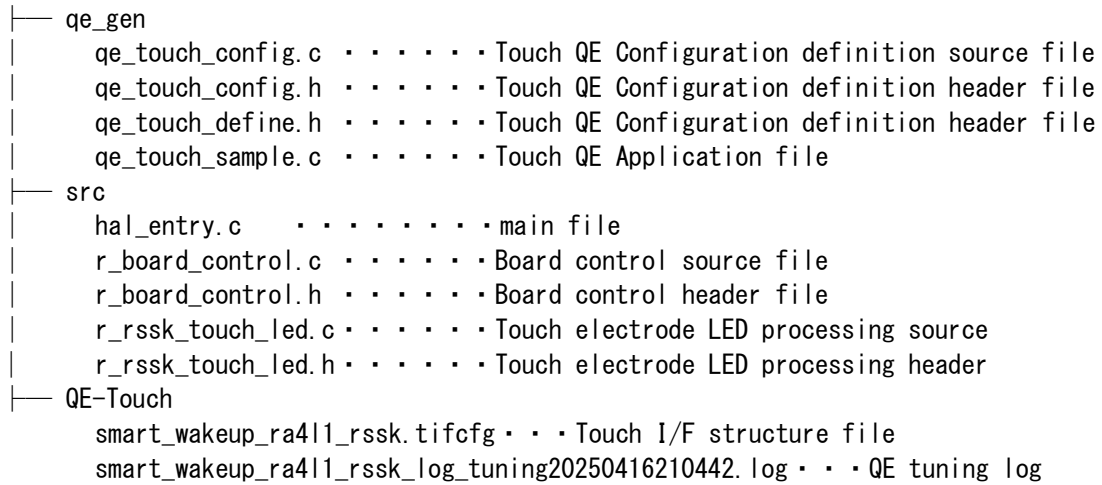 ├── qe_gen
│ qe_touch_config.c ・・・・・・Touch QE Configuration definition source file
│ qe_touch_config.h ・・・・・・Touch QE Configuration definition header file
│ qe_touch_define.h ・・・・・・Touch QE Configuration definition header file
│ qe_touch_sample.c ・・・・・・Touch QE Application file
├── src
│ hal_entry.c ・・・・・・・・main file
│ r_board_control.c ・・・・・・Board control source file
│ r_board_control.h ・・・・・・Board control header file
│ r_rssk_touch_led.c・・・・・・Touch electrode LED processing source
│ r_rssk_touch_led.h・・・・・・Touch electrode LED processing header
├── QE-Touch
smart_wakeup_ra4l1_rssk.tifcfg・・・Touch I/F structure file
smart_wakeup_ra4l1_rssk_log_tuning20250416210442.log・・・QE tuning log